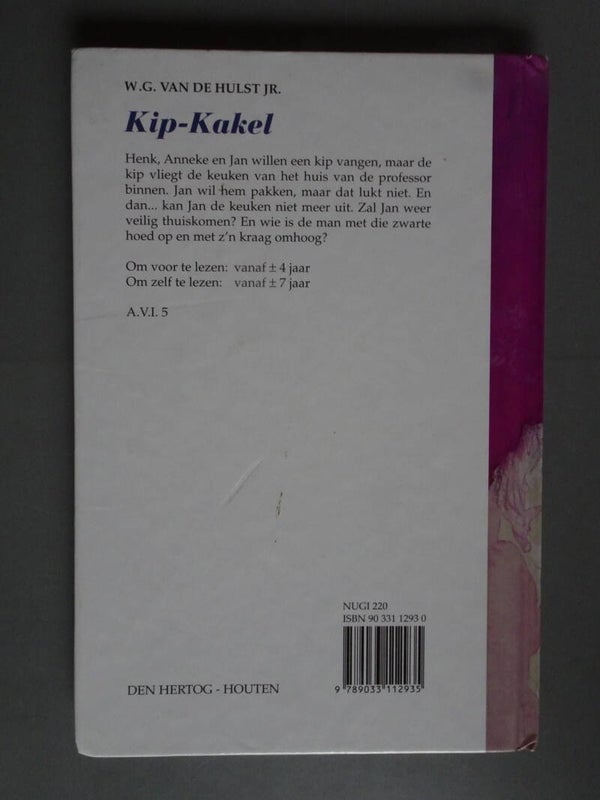 W.G. VAN DE HULST JR.
Kip-Kakel
Henk, Anneke en Jan willen een kip vangen, maar de
kip vliegt de keuken van het huis van de professor
binnen. Jan wil hem pakken, maar dat lukt niet. En
dan... kan Jan de keuken niet meer uit. Zal Jan weer
veilig thuiskomen? En wie is de man met die zwarte
hoed op en met z'n kraag omhoog?
Om voor te lezen: vanaf ± 4 jaar
Om zelf te lezen: vanaf ± 7 jaar
A.V.I. 5
NUGI 220
ISBN 90 331 1293 0
9 789033 112935
DEN HERTOG - HOUTEN